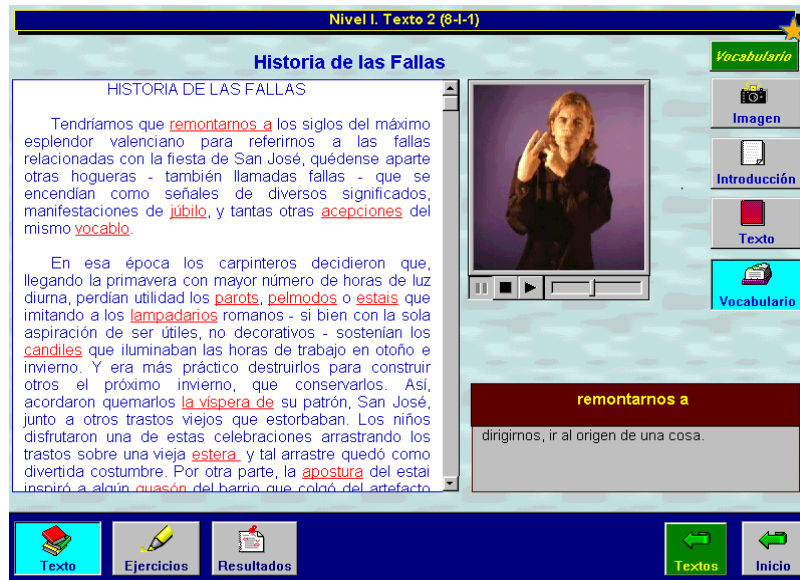 Nivel I. Texto 2 (8-I-1)
Historia de las Fallas
HISTORIA DE LAS FALLAS
Tendríamos que remontarnos a los siglos del máximo
esplendor valenciano para referirnos a las fallas
relacionadas con la fiesta de San José, quédense aparte
otras hogueras - también llamadas fallas - que se
encendían como señales de diversos significados,
manifestaciones de júbilo, y tantas otras acepciones del
mismo vocablo.
En esa época los carpinteros decidieron que,
llegando la primavera con mayor número de horas de luz
diurna, perdían utilidad los parots, pelmodos o estais que
imitando a los lampadarios romanos - si bien con la sola
aspiración de ser útiles, no decorativos - sostenían los
candiles que iluminaban las horas de trabajo en otoño e
invierno. Y era más práctico destruirlos para construir
otros el próximo invierno, que conservarlos. Así,
acordaron quemarlos la víspera de su patrón, San José,
junto a otros trastos viejos que estorbaban. Los niños
disfrutaron una de estas celebraciones arrastrando los
trastos sobre una vieja estera y tal arrastre quedó como
divertida costumbre. Por otra parte, la apostura del estai
inspiró a algún guasón del barrio que colgó del artefacto
Vocabulario
Imagen
Introducción
Texto
Vocabulario
remontarnos a
dirigirnos, ir al origen de una cosa.
Texto
Ejercicios
Resultados
Textos
Inicio